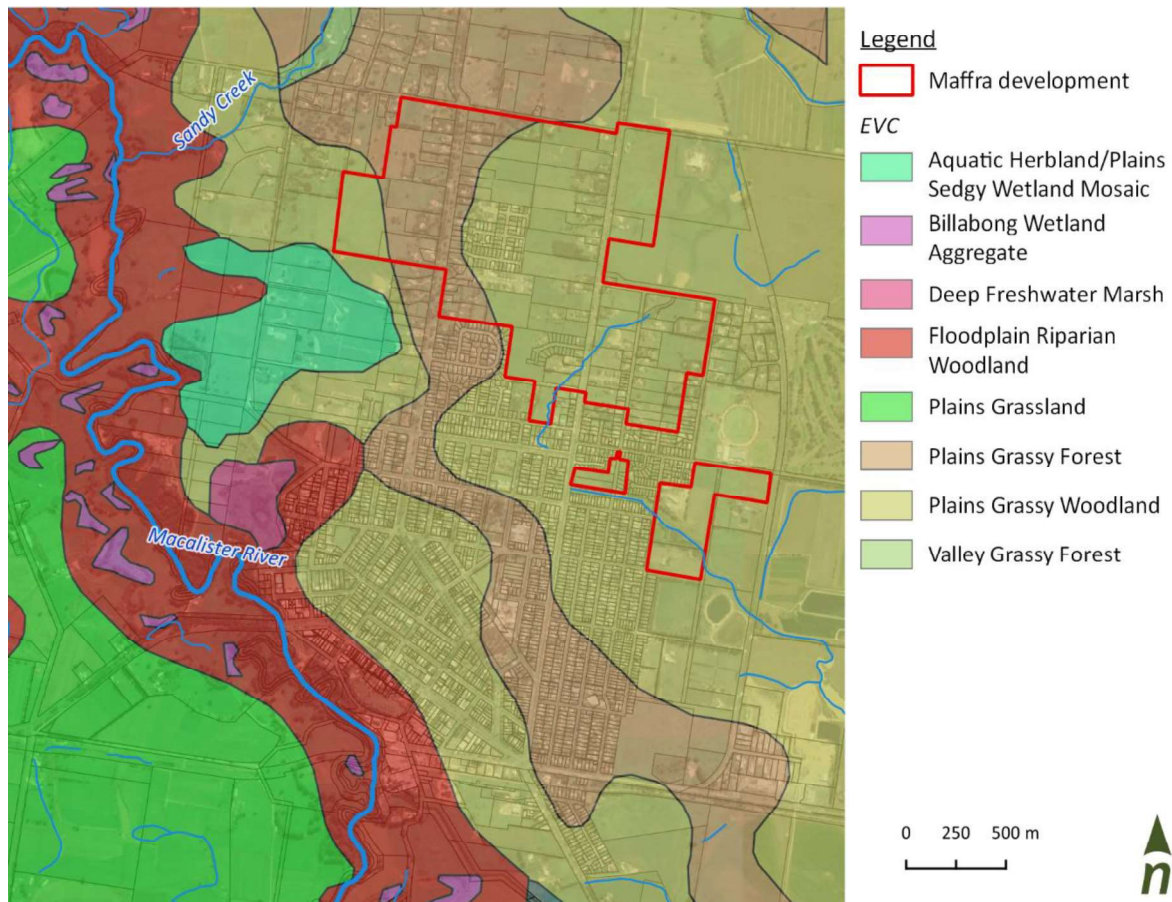 Sandy Creek
Macalister River
Legend
Maffra development
EVC
Aquatic Herbland/Plains
Sedgy Wetland Mosaic
Billabong Wetland
Aggregate
Deep Freshwater Marsh
Floodplain Riparian
Woodland
Plains Grassland
Plains Grassy Forest
Plains Grassy Woodland
Valley Grassy Forest
0 250 500 m
n